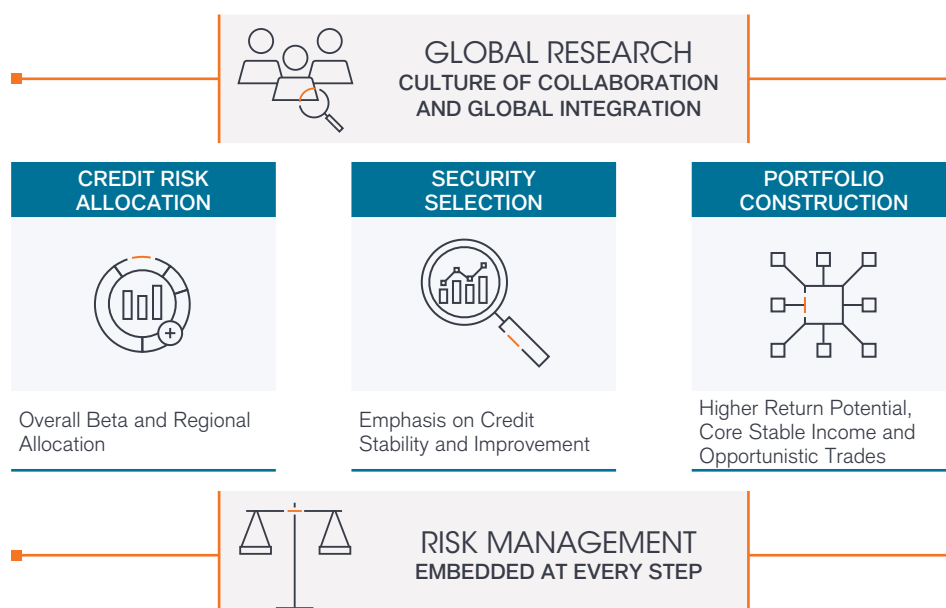 GLOBAL RESEARCH
CULTURE OF COLLABORATION
AND GLOBAL INTEGRATION
CREDIT RISK
ALLOCATION
Overall Beta and Regional
Allocation
SECURITY
SELECTION
Emphasis on Credit
Stability and Improvement
PORTFOLIO
CONSTRUCTION
Higher Return Potential,
Core Stable Income and
Opportunistic Trades
RISK MANAGEMENT
EMBEDDED AT EVERY STEP